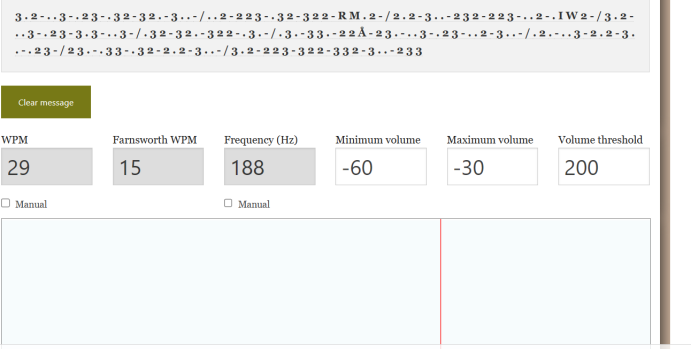 3.2-..3-.23-.32-32.-3..-/..2-223-.32-322-RM.2-/2.2-3..-232-223-..2-.IW2-/3.2-
..3-.23-3.3-..3-/.32-32.-322-.3.-/.3.-33.-22Å-23.-..3-.23-..2-3..-/.2.-..3-2.2-3.
.-.23-/23.-.33-.32-2.2-3..-/3.2-223-322-332-3..-233
Clear message
WPM Farnsworth WPM Frequency (Hz) Minimum volume Maximum volume Volume threshold
29 15 188 -60 -30 200
Manual Manual